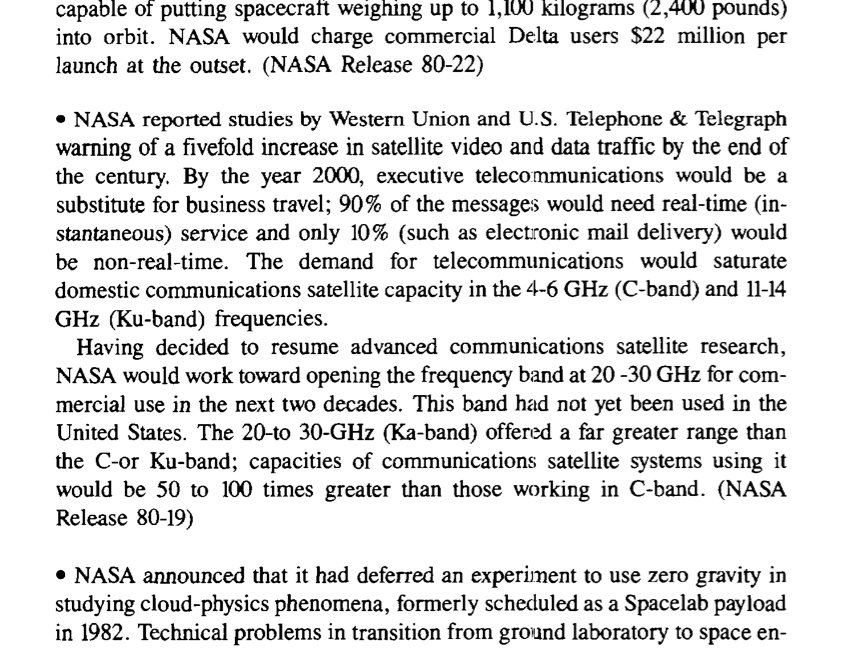 capable of putting spacecraft weighing up to 1,100 kilograms (2,400 pounds)
into orbit. NASA would charge commercial Delta users $22 million per
launch at the outset. (NASA Release 80-22)
• NASA reported studies by Western Union and U.S. Telephone & Telegraph
warning of a fivefold increase in satellite video and data traffic by the end of
the century. By the year 2000, executive telecommunications would be a
substitute for business travel; 90% of the messages would need real-time (in-
stantaneous) service and only 10% (such as electronic mail delivery) would
be non-real-time. The demand for telecommunications would saturate
domestic communications satellite capacity in the 4-6 GHz (C-band) and 11-14
GHz (Ku-band) frequencies.
Having decided to resume advanced communications satellite research,
NASA would work toward opening the frequency band at 20 -30 GHz for com-
mercial use in the next two decades. This band had not yet been used in the
United States. The 20-to 30-GHz (Ka-band) offered a far greater range than
the C-or Ku-band; capacities of communications satellite systems using it
would be 50 to 100 times greater than those working in C-band. (NASA
Release 80-19)
• NASA announced that it had deferred an experiment to use zero gravity in
studying cloud-physics phenomena, formerly scheduled as a Spacelab payload
in 1982. Technical problems in transition from ground laboratory to space en-